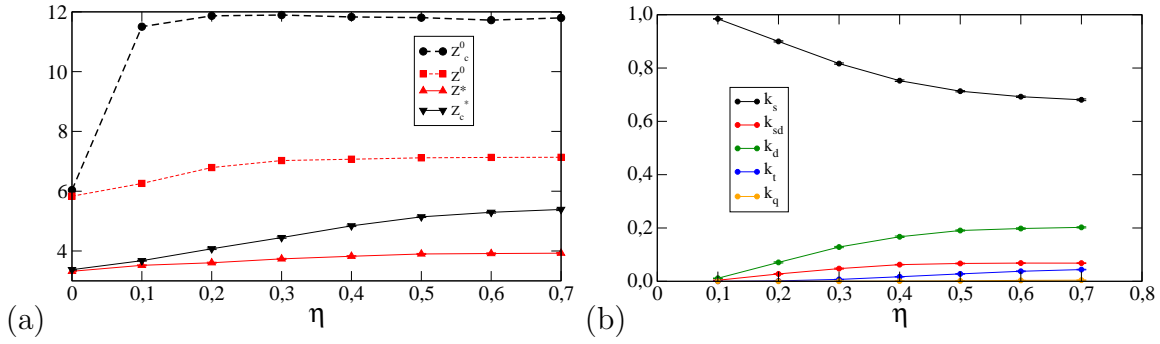 12
10
8
6
4
0 0,1 0,2 0,3 0,4 0,5 0,6 0,7
η
Z⁰c
Z⁰
Z*
Zc*
(a)
1,0
0,8
0,6
0,4
0,2
0,0
0 0,1 0,2 0,3 0,4 0,5 0,6 0,7 0,8
η
ks
ksd
kd
kt
kq
(b)